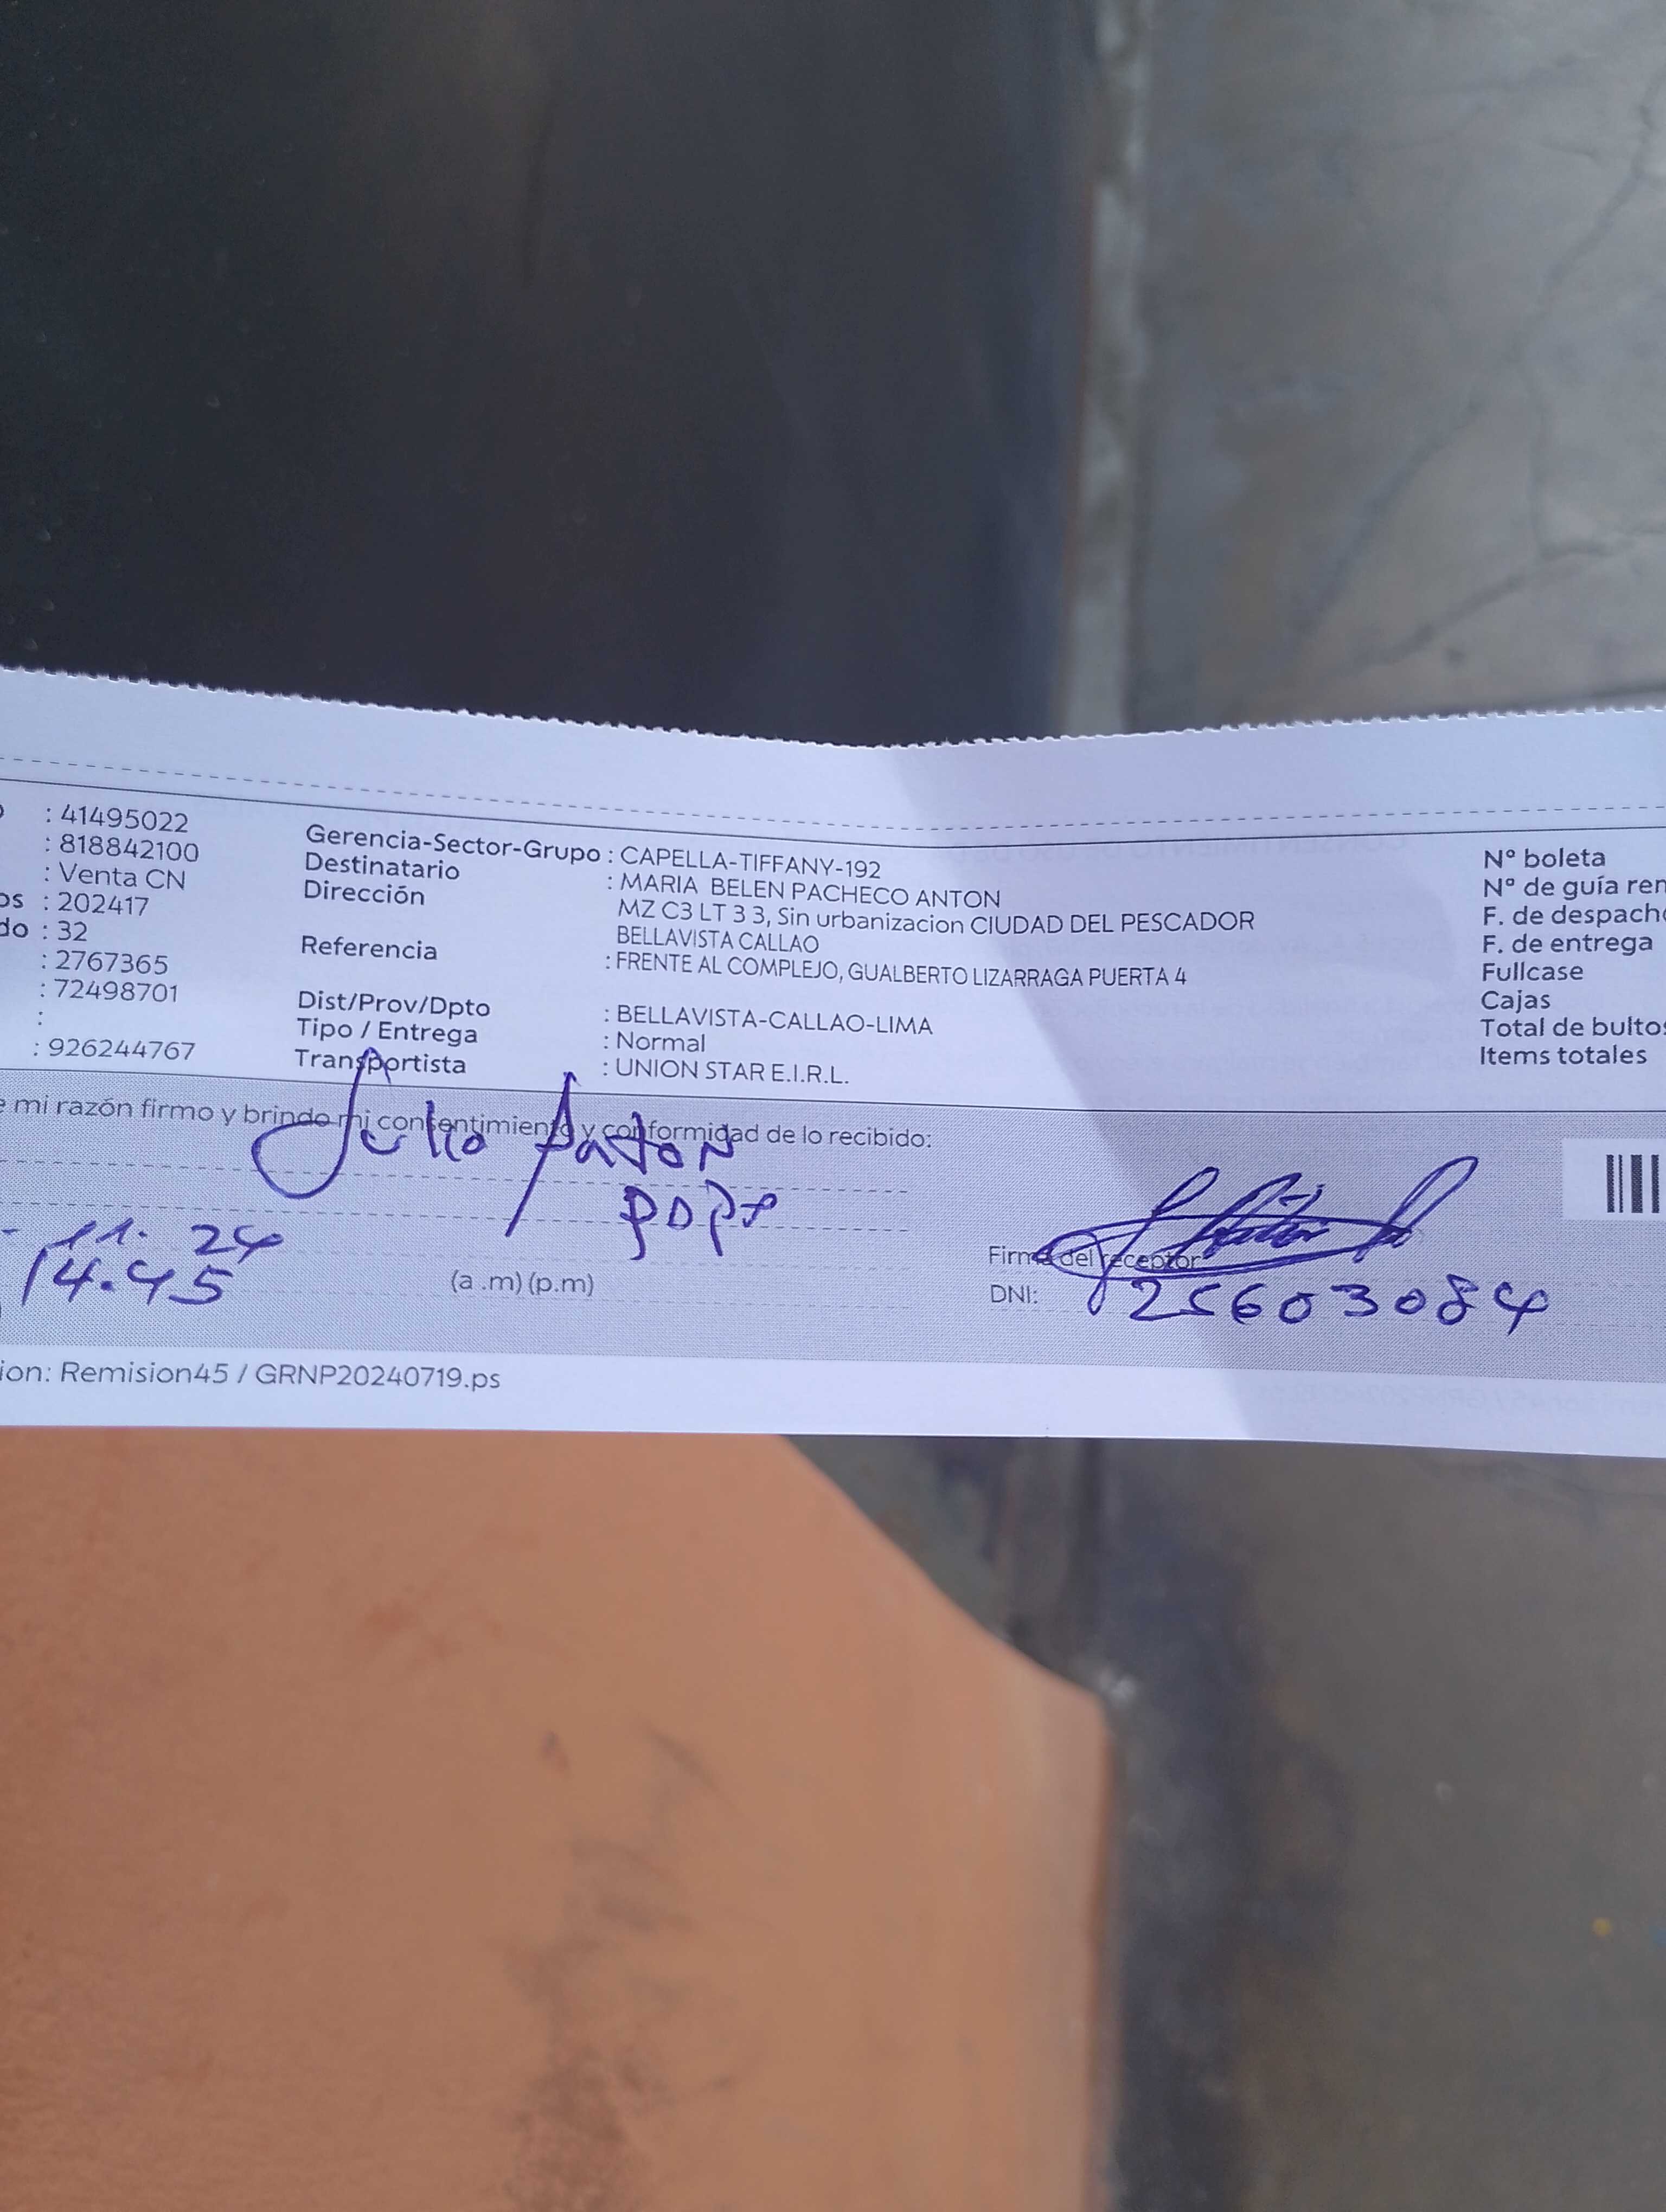 : 41495022
: 818842100
: Venta CN
os : 202417
do : 32
: 2767365
: 72498701
:
: 926244767
Gerencia-Sector-Grupo : CAPELLA-TIFFANY-192
Destinatario : MARIA BELEN PACHECO ANTON
Dirección MZ C3 LT 3 3, Sin urbanizacion CIUDAD DEL PESCADOR
BELLAVISTA CALLAO
Referencia : FRENTE AL COMPLEJO, GUALBERTO LIZARRAGA PUERTA 4
Dist/Prov/Dpto : BELLAVISTA-CALLAO-LIMA
Tipo / Entrega : Normal
Transportista : UNION STAR E.I.R.L.
Nº boleta
Nº de guía ren
F. de despacho
F. de entrega
Fullcase
Cajas
Total de bultos
Items totales
e mi razón firmo y brindo mi consentimiento y conformidad de lo recibido:
Julio Anton
papa
11. 24
14.45 (a .m) (p.m)
Firma del receptor
DNI: 25603084
ion: Remision45 / GRNP20240719.ps